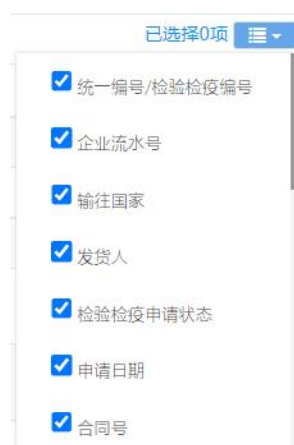 已选择0项
统一编号/检验检疫编号
企业流水号
输往国家
发货人
检验检疫申请状态
申请日期
合同号